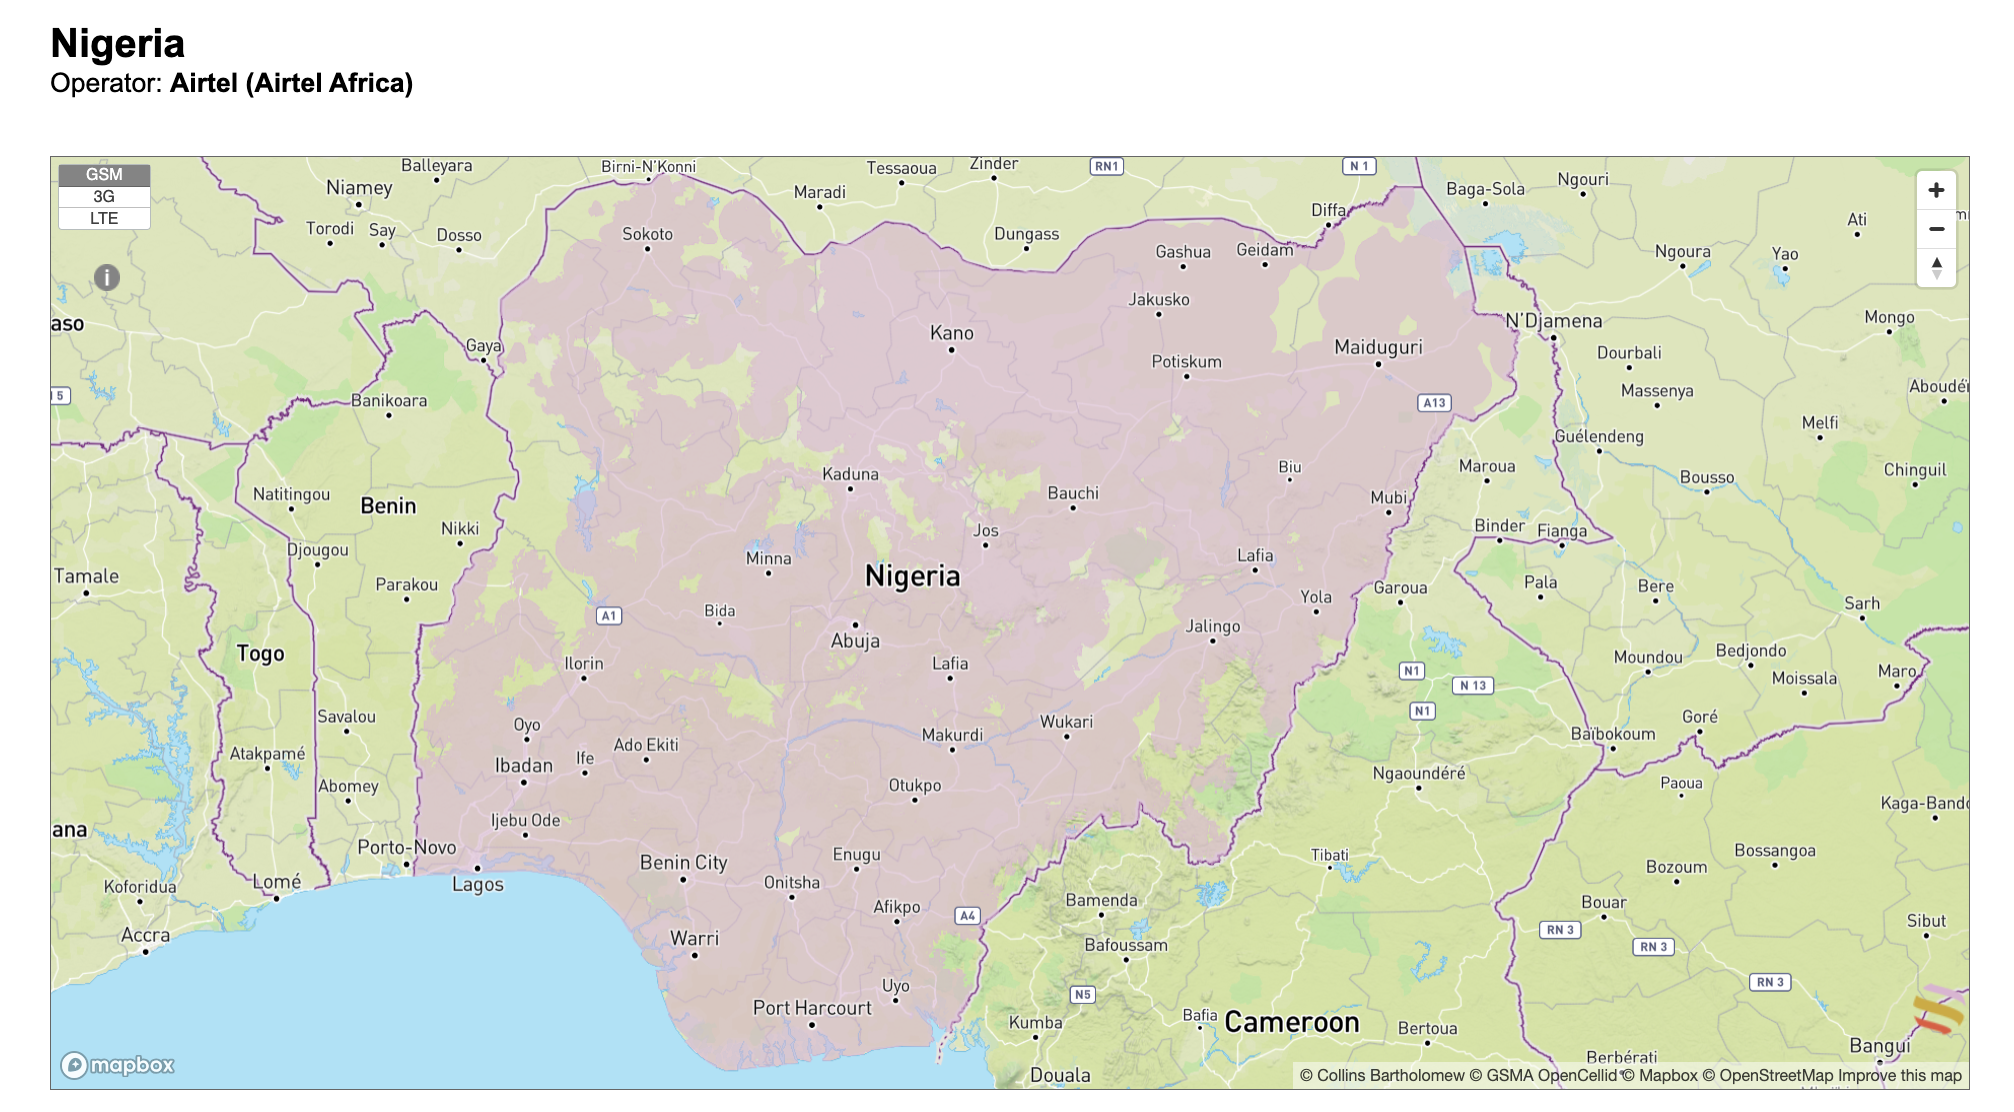 Nigeria
Operator: Airtel (Airtel Africa)
GSM
3G
LTE
Balleyara
Birni-N'Konni
Tessaoua
Zinder
RN1
N 1
Baga-Sola
Ngouri
Niamey
Maradi
Diffa
Ati
Torodi
Say
Dosso
Sokoto
Dungass
Gashua
Geidam
Ngoura
Yao
i
Jakusko
aso
Kano
N'Djamena
Mongo
Gaya
Potiskum
Maiduguri
Dourbali
5
Banikoara
A13
Massenya
Aboudéi
Melfi
Guélendeng
Natitingou
Benin
Kaduna
Bauchi
Biu
Mubi
Maroua
Bousso
Chinguil
Nikki
Jos
Binder
Fianga
Djougou
Minna
Lafia
Tamale
Parakou
Nigeria
Garoua
Pala
Bere
A1
Bida
Yola
Sarh
Togo
Abuja
Jalingo
Ilorin
Lafia
N1
N 13
Moundou
Bedjondo
Maro
Moissala
N1
Savalou
Oyo
Wukari
Goré
Atakpamé
Ife
Ado Ekiti
Makurdi
Baïbokoum
Ibadan
Ngaoundéré
Abomey
Otukpo
Paoua
Kaga-Band
ana
Ijebu Ode
Porto-Novo
Benin City
Enugu
Tibati
Bossangoa
Koforidua
Lomé
Lagos
Onitsha
Bozoum
Bamenda
Bouar
Afikpo
A4
Sibut
Accra
Warri
Bafoussam
RN 3
RN 3
Uyo
N5
RN 3
Port Harcourt
Kumba
Bafia
Cameroon
Bertoua
Bangui
Berbérati
mapbox
Douala
© Collins Bartholomew © GSMA OpenCellid © Mapbox © OpenStreetMap Improve this map